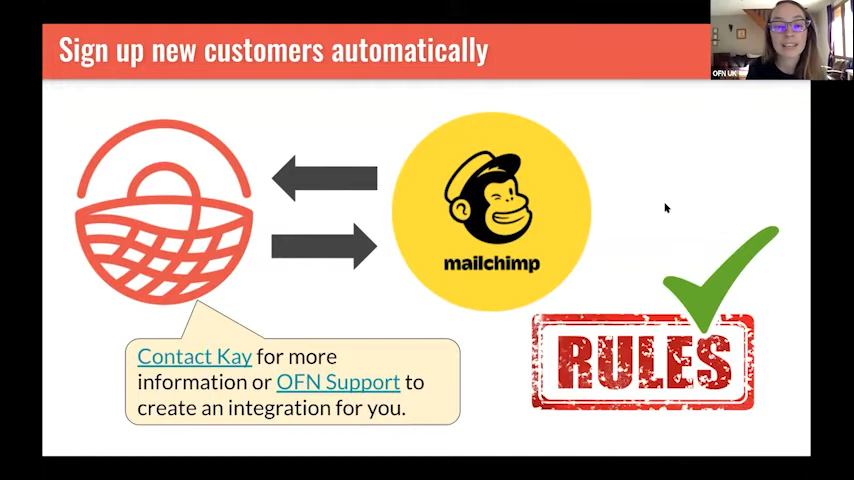 Sign up new customers automatically
OFN UK
mailchimp
Contact Kay for more
information or OFN Support to
create an integration for you.
RULES